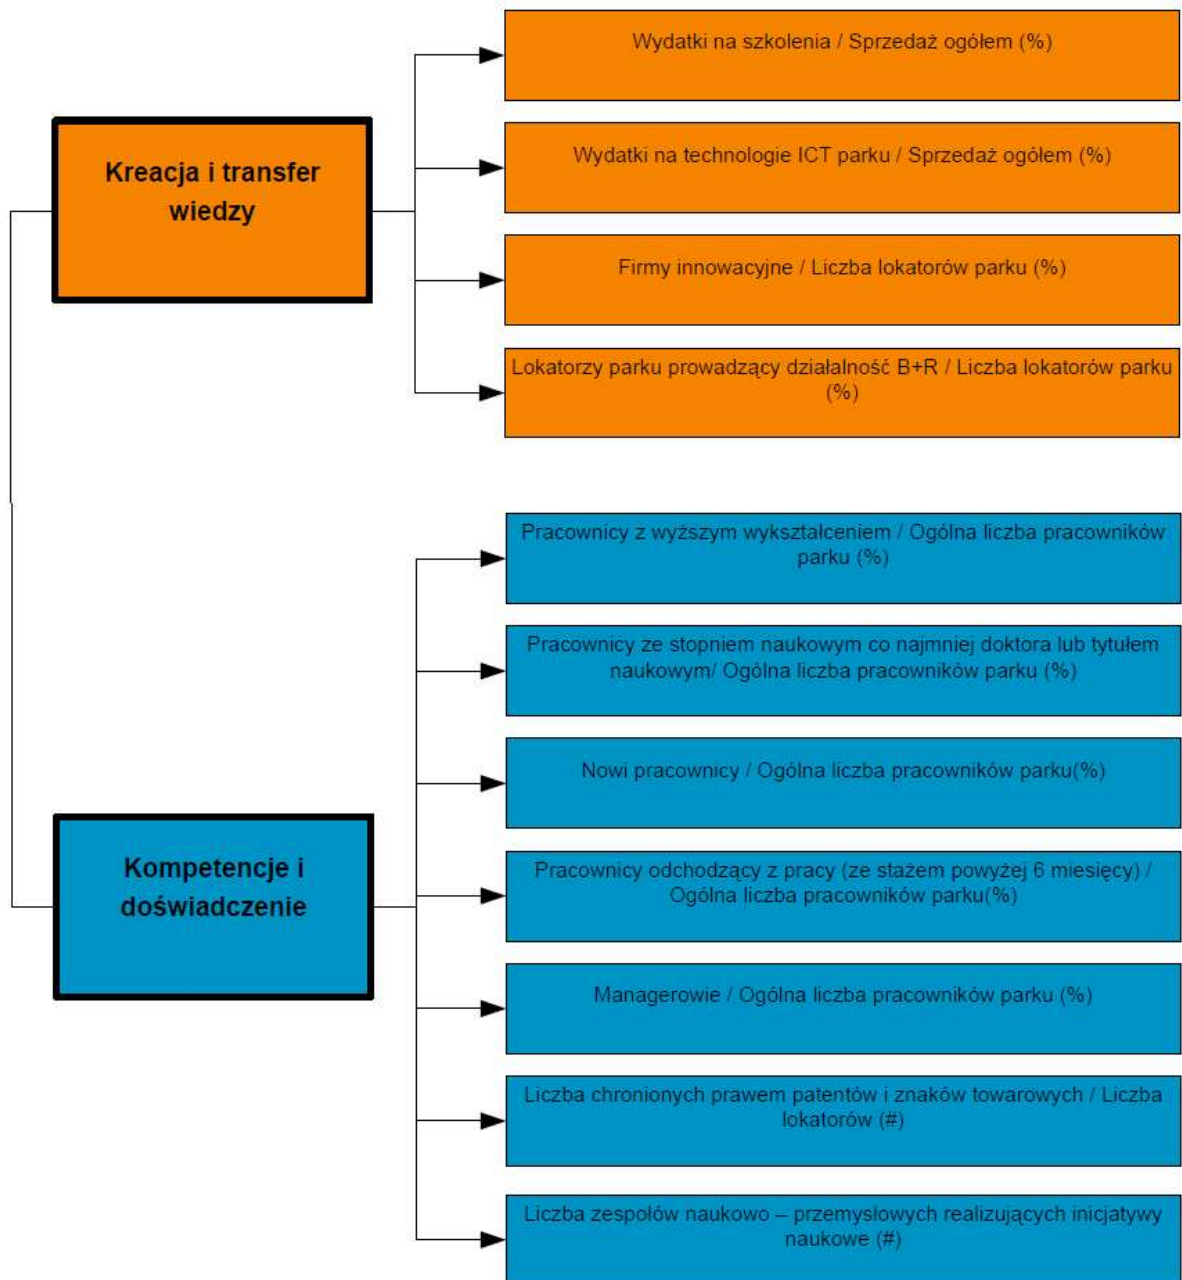 Wydatki na szkolenia / Sprzedaż ogółem (%)
Kreacja i transfer
wiedzy
Wydatki na technologie ICT parku / Sprzedaż ogółem (%)
Firmy innowacyjne / Liczba lokatorów parku (%)
Lokatorzy parku prowadzący działalność B+R / Liczba lokatorów parku
(%)
Pracownicy z wyższym wykształceniem / Ogólna liczba pracowników
parku (%)
Pracownicy ze stopniem naukowym co najmniej doktora lub tytułem
naukowym/ Ogólna liczba pracowników parku (%)
Nowi pracownicy / Ogólna liczba pracowników parku(%)
Kompetencje i
doświadczenie
Pracownicy odchodzący z pracy (ze stażem powyżej 6 miesięcy) /
Ogólna liczba pracowników parku(%)
Managerowie / Ogólna liczba pracowników parku (%)
Liczba chronionych prawem patentów i znaków towarowych / Liczba
lokatorów (#)
Liczba zespołów naukowo – przemysłowych realizujących inicjatywy
naukowe (#)